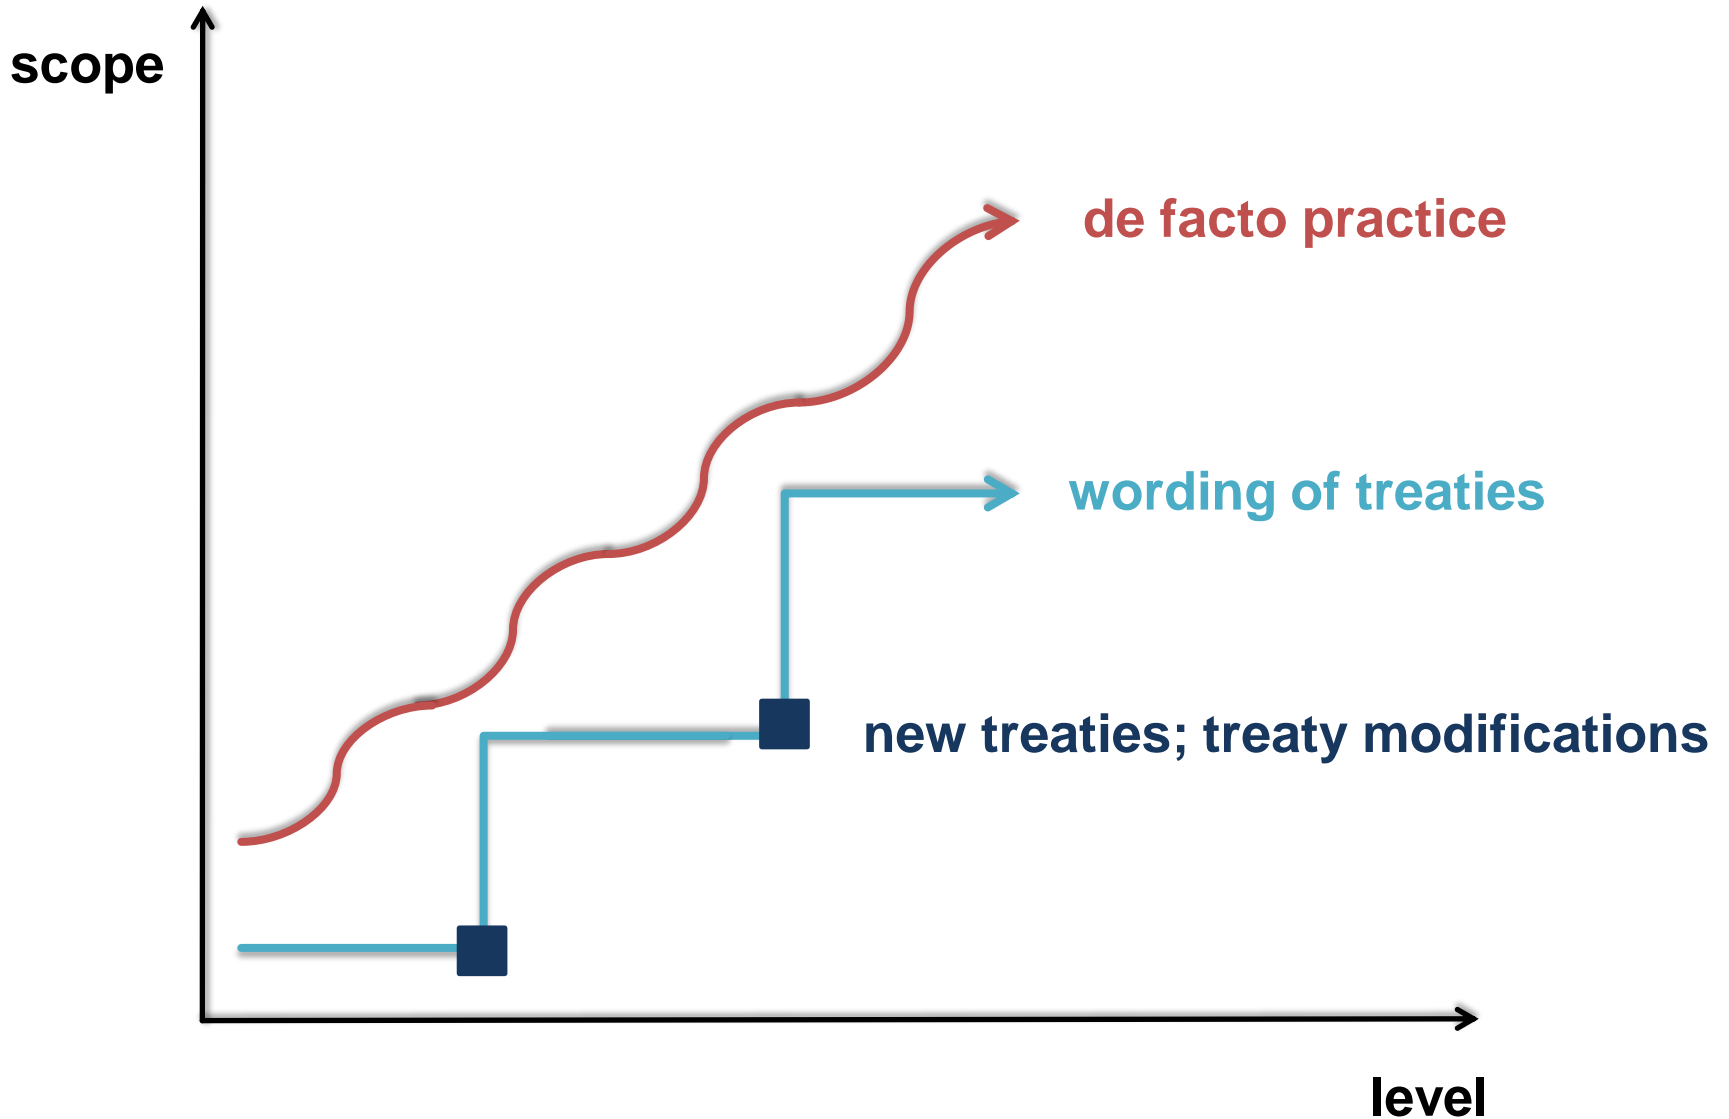 scope
de facto practice
wording of treaties
new treaties; treaty modifications
level